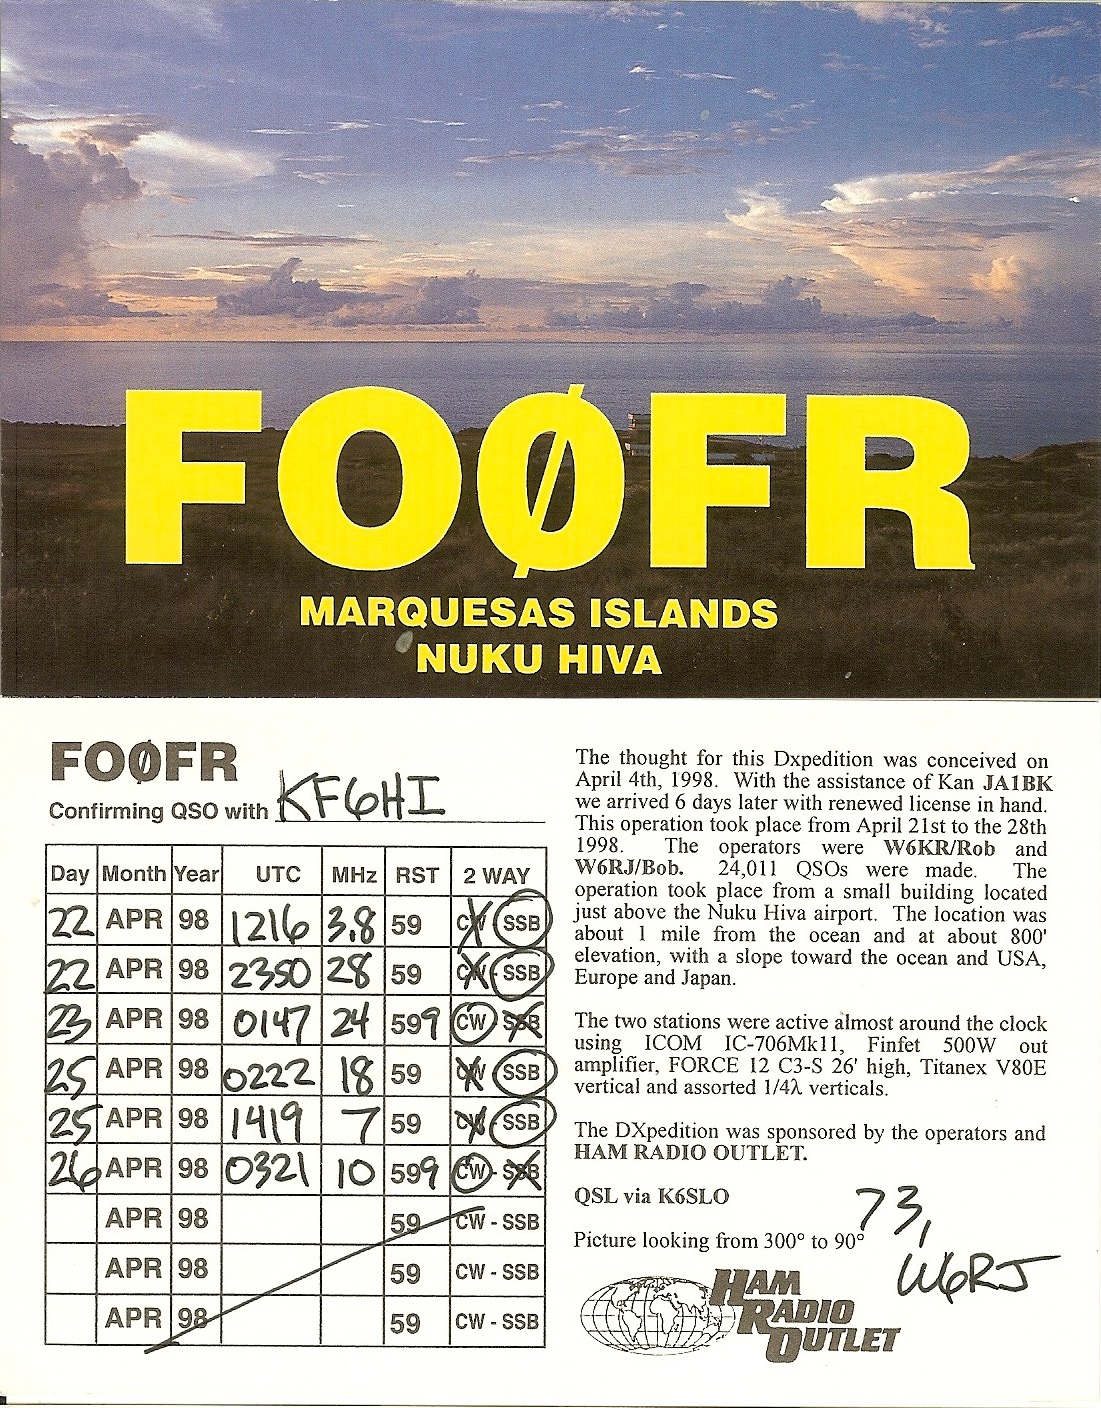 FOØFR
MARQUESAS ISLANDS
NUKU HIVA
FOØFR
Confirming QSO with KF6HI
Day Month Year UTC MHz RST 2 WAY
22 APR 98 1216 3.8 59 CW - SSB
22 APR 98 2350 28 59 CW - SSB
23 APR 98 0147 24 599 CW - SSB
25 APR 98 0222 18 59 CW - SSB
25 APR 98 1419 7 59 CW - SSB
26 APR 98 0321 10 599 CW - SSB
APR 98 59 CW - SSB
APR 98 59 CW - SSB
APR 98 59 CW - SSB
The thought for this Dxpedition was conceived on
April 4th, 1998. With the assistance of Kan JA1BK
we arrived 6 days later with renewed license in hand.
This operation took place from April 21st to the 28th
1998. The operators were W6KR/Rob and
W6RJ/Bob. 24,011 QSOs were made. The
operation took place from a small building located
just above the Nuku Hiva airport. The location was
about 1 mile from the ocean and at about 800'
elevation, with a slope toward the ocean and USA,
Europe and Japan.
The two stations were active almost around the clock
using ICOM IC-706Mk11, Finfet 500W out
amplifier, FORCE 12 C3-S 26' high, Titanex V80E
vertical and assorted 1/4λ verticals.
The DXpedition was sponsored by the operators and
HAM RADIO OUTLET.
QSL via K6SLO
73,
Picture looking from 300° to 90°
W6RJ
HAM
RADIO
OUTLET